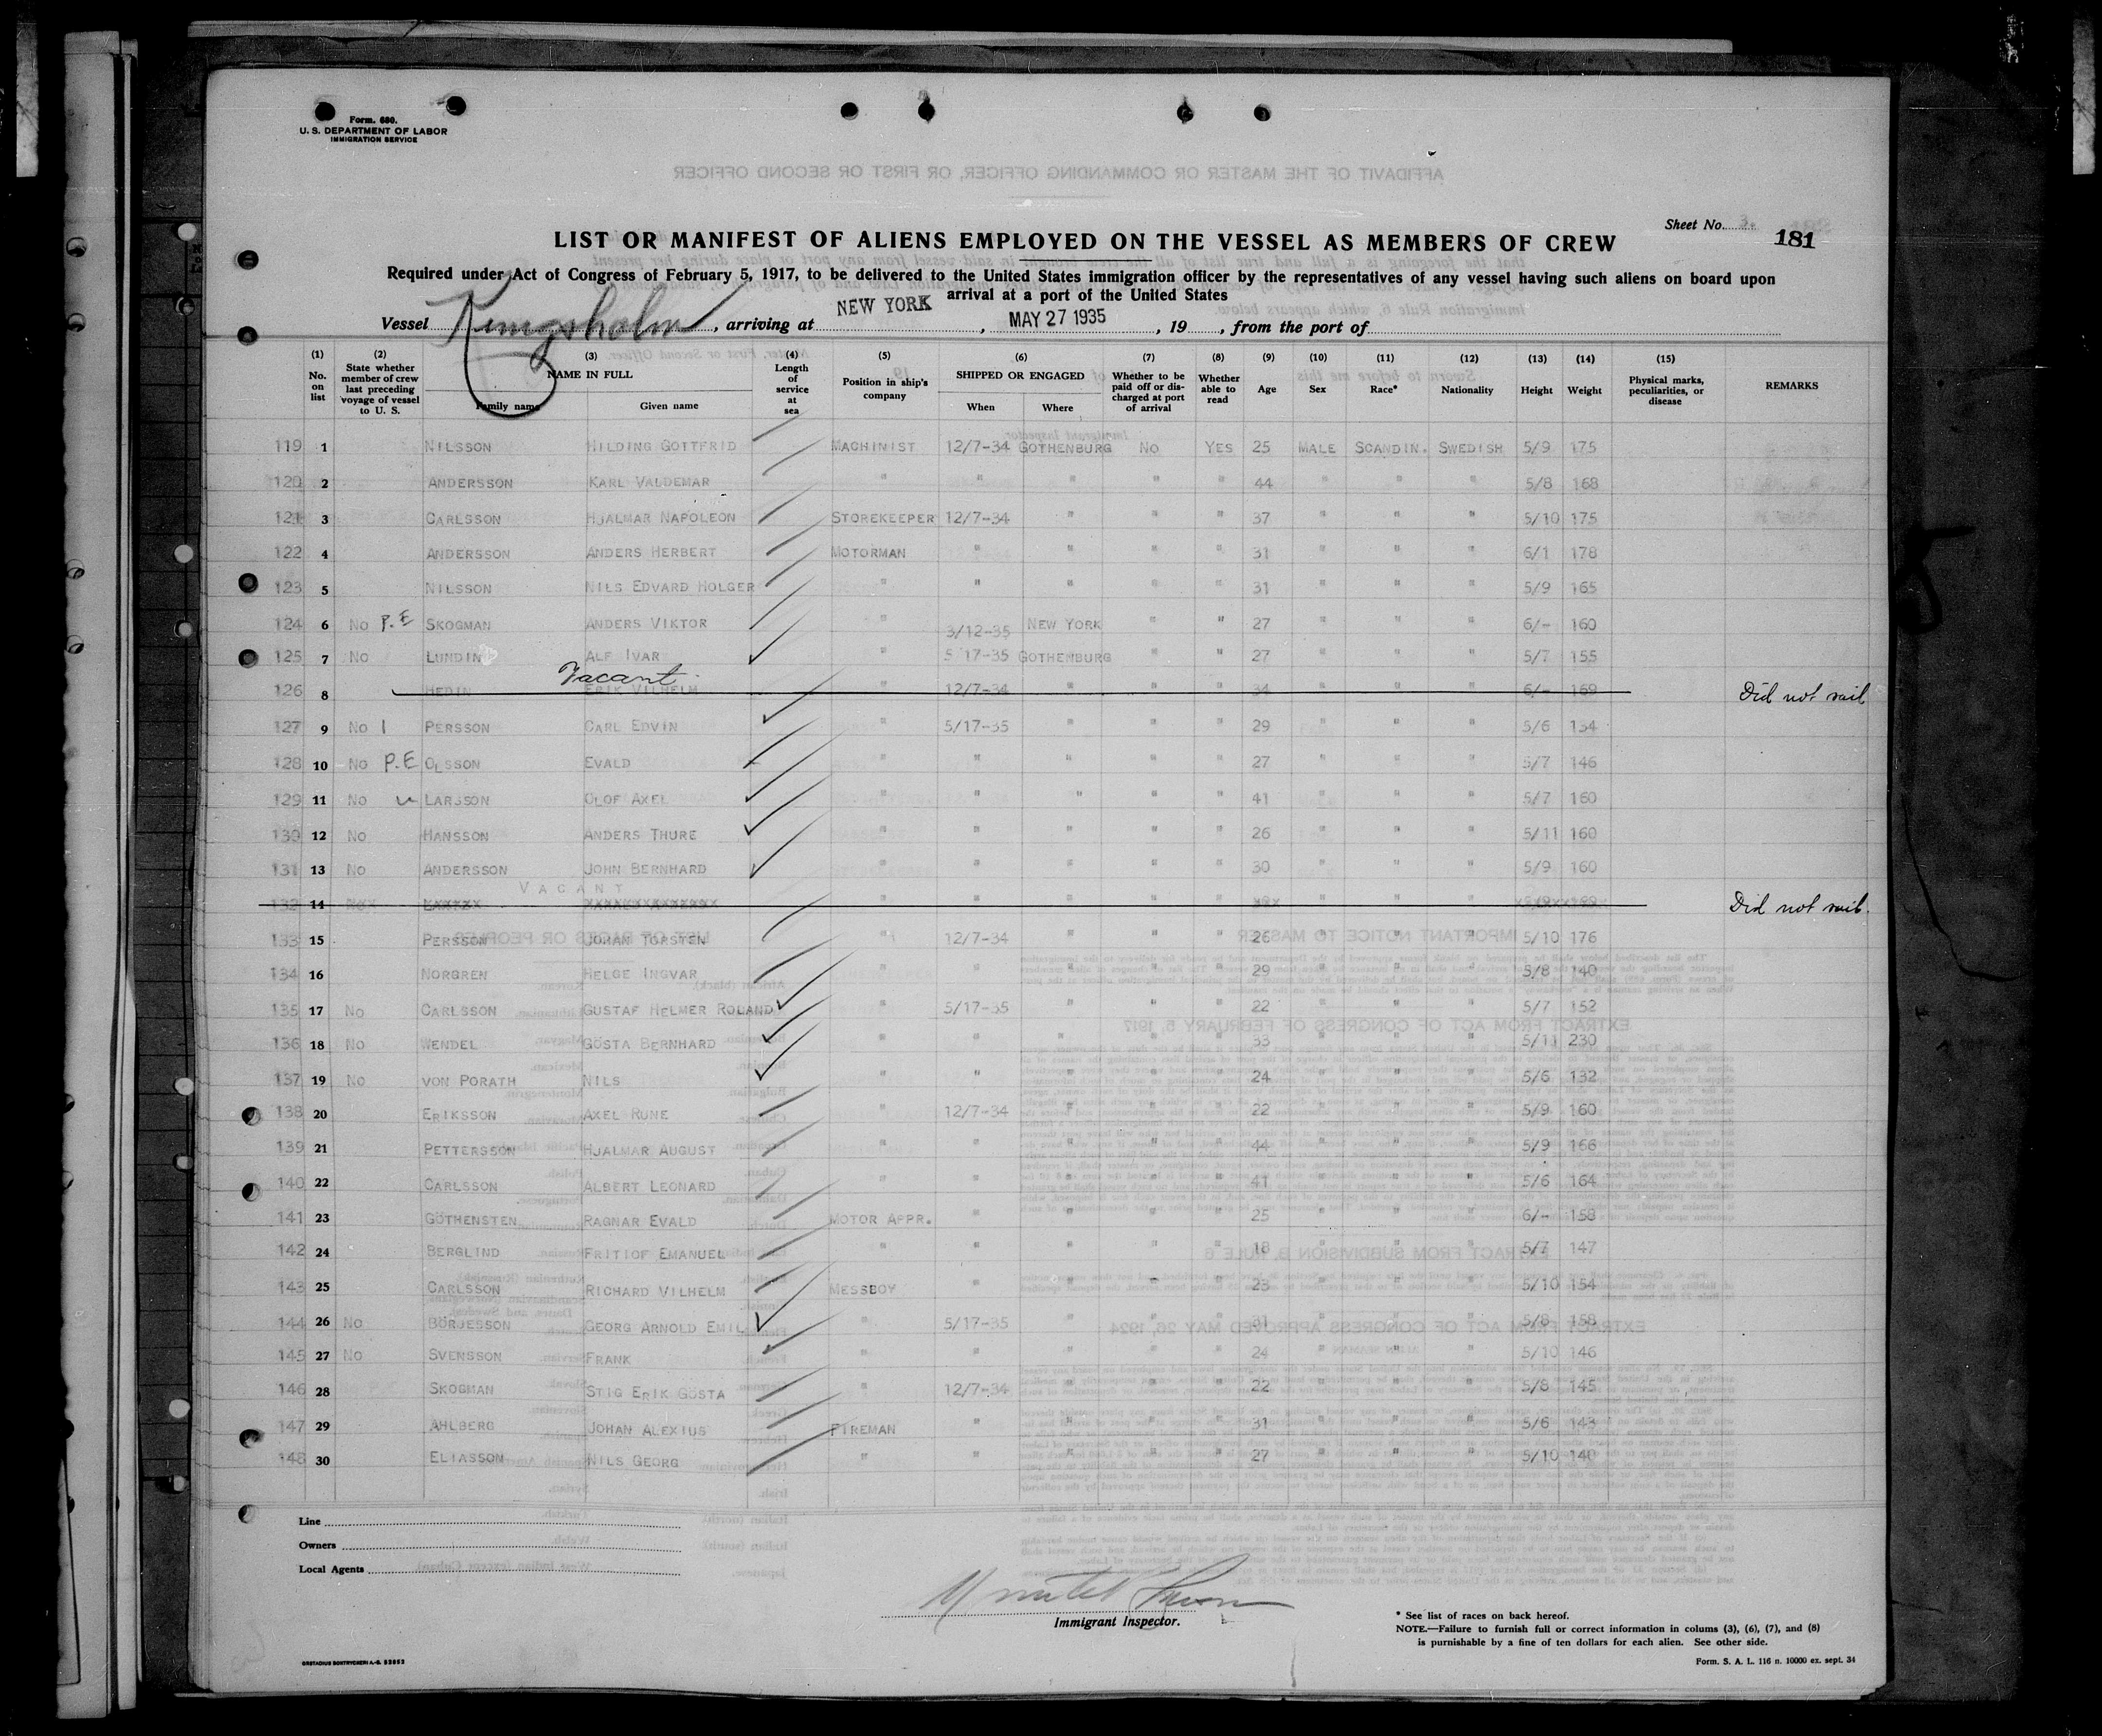 Form. 680.
U. S. DEPARTMENT OF LABOR
IMMIGRATION SERVICE
AFFIDAVIT OF THE MASTER OR COMMANDING OFFICER, OR FIRST OR SECOND OFFICER
Sheet No. 3.
181
LIST OR MANIFEST OF ALIENS EMPLOYED ON THE VESSEL AS MEMBERS OF CREW
Required under Act of Congress of February 5, 1917, to be delivered to the United States immigration officer by the representatives of any vessel having such aliens on board upon
arrival at a port of the United States
Vessel Kungsholm, arriving at NEW YORK, MAY 27 1935, 19, from the port of
(1) No. on list (2) State whether member of crew last preceding voyage of vessel to U. S. (3) NAME IN FULL Family name Given name (4) Length of service at sea (5) Position in ship's company (6) SHIPPED OR ENGAGED When Where (7) Whether to be paid off or discharged at port of arrival (8) Whether able to read (9) Age (10) Sex (11) Race* (12) Nationality (13) Height (14) Weight (15) Physical marks, peculiarities, or disease REMARKS
119 1 NILSSON HILDING GOTTFRID MACHINIST 12/7-34 GOTHENBURG NO YES 25 MALE SCANDIN. SWEDISH 5/9 175
120 2 ANDERSSON KARL VALDEMAR " " " " " 44 " " " 5/8 168
121 3 CARLSSON HJALMAR NAPOLEON STOREKEEPER 12/7-34 " " " 37 " " " 5/10 175
122 4 ANDERSSON ANDERS HERBERT MOTORMAN " " " " 31 " " " 6/1 178
123 5 NILSSON NILS EDVARD HOLGER " " " " " 31 " " " 5/9 165
124 6 NO P.E SKOGMAN ANDERS VIKTOR " 3/12-35 NEW YORK " " 27 " " " 6/- 160
125 7 NO LUNDIN ALF IVAR " 5 17-35 GOTHENBURG " " 27 " " " 5/7 155
Vacant
126 8 HEDIN ERIK VILHELM " 12/7-34 " " " 34 " " " 6/- 169 Did not sail
127 9 NO 1 PERSSON CARL EDVIN " 5/17-35 " " " 29 " " " 5/6 134
128 10 NO P.E OLSSON EVALD " " " " " 27 " " " 5/7 146
129 11 NO LARSSON OLOF AXEL " " " " " 41 " " " 5/7 160
130 12 NO HANSSON ANDERS THURE " " " " " 26 " " " 5/11 160
131 13 NO ANDERSSON JOHN BERNHARD " " " " " 30 " " " 5/9 160
VACANT
132 14 Did not sail.
133 15 PERSSON JOHAN TORSTEN " 12/7-34 " " " 26 " " " 5/10 176
134 16 NORGREN HELGE INGVAR " " " " " 29 " " " 5/8 140
135 17 NO CARLSSON GUSTAF HELMER ROLAND " 5/17-35 " " " 22 " " " 5/7 152
136 18 NO WENDEL GÖSTA BERNHARD " " " " " 33 " " " 5/11 230
137 19 NO VON PORATH NILS " " " " " 24 " " " 5/6 132
138 20 ERIKSSON AXEL RUNE " 12/7-34 " " " 22 " " " 5/9 160
139 21 PETTERSSON HJALMAR AUGUST " " " " " 44 " " " 5/9 166
140 22 CARLSSON ALBERT LEONARD " " " " " 41 " " " 5/6 164
141 23 GÖTHENSTEN RAGNAR EVALD MOTOR APPR. " " " " 25 " " " 6/- 158
142 24 BERGLIND FRITIOF EMANUEL " " " " " 18 " " " 5/7 147
143 25 CARLSSON RICHARD VILHELM MESSBOY " " " " 23 " " " 5/10 154
144 26 NO BÖRJESSON GEORG ARNOLD EMIL " 5/17-35 " " " 31 " " " 5/8 158
145 27 NO SVENSSON FRANK " " " " " 24 " " " 5/10 146
146 28 SKOGMAN STIG ERIK GÖSTA " 12/7-34 " " " 22 " " " 5/8 145
147 29 AHLBERG JOHAN ALEXIUS FIREMAN " " " " 31 " " " 5/6 143
148 30 ELIASSON NILS GEORG " " " " " 27 " " " 5/10 140
Line
Owners
Local Agents
Immigrant Inspector.
* See list of races on back hereof.
NOTE.—Failure to furnish full or correct information in colums (3), (6), (7), and (8)
is punishable by a fine of ten dollars for each alien. See other side.
Form. S. A. L. 116 n. 10000 ex. sept. 34